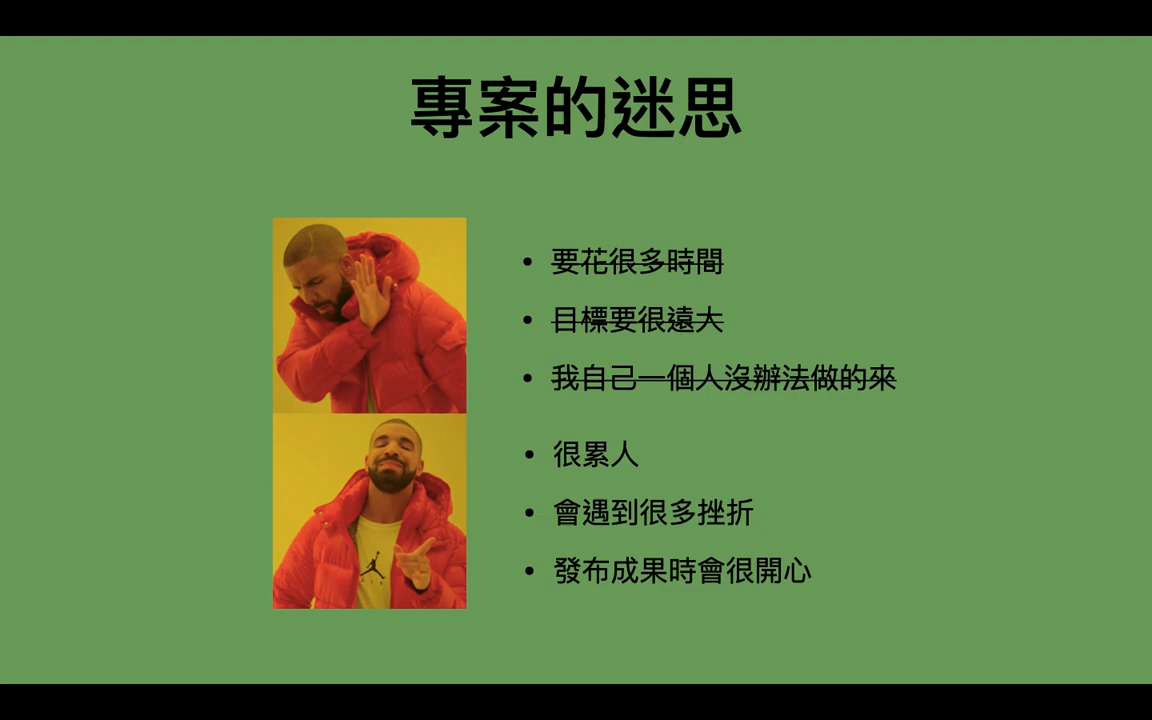 專案的迷思
• 要花很多時間
• 目標要很遠大
• 我自己一個人沒辦法做的來
• 很累人
• 會遇到很多挫折
• 發布成果時會很開心